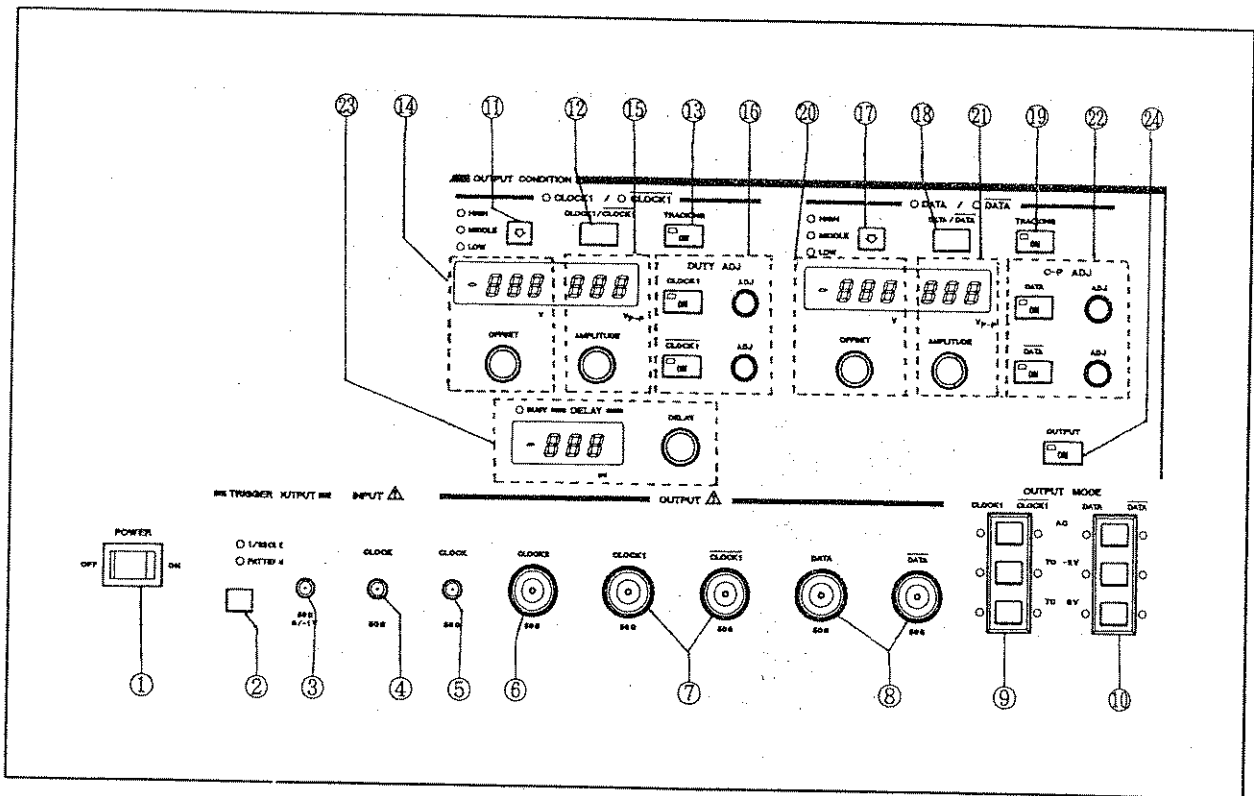 ㉓ ⑭ ⑪ ⑫ ⑮ ⑬ ⑯ ⑳ ⑰ ⑱ ㉑ ⑲ ㉒ ㉔
OUTPUT CONDITION
CLOCK1 / CLOCK1
DATA / DATA
HIGH
MIDDLE
LOW
CLOCK1/CLOCK1
TRACKING
ON
HIGH
MIDDLE
LOW
DATA/DATA
TRACKING
ON
- 888 888
V
Vp-p
OFFSET
AMPLITUDE
DUTY ADJ
CLOCK1
ON
ADJ
CLOCK1
ON
ADJ
- 888 888
V
Vp-p
OFFSET
AMPLITUDE
C-P ADJ
DATA
ON
ADJ
DATA
ON
ADJ
BUSY DELAY
DELAY
- 888
OUTPUT
ON
TRIGGER OUTPUT
INPUT ⚠
OUTPUT ⚠
OUTPUT MODE
CLOCK1 CLOCK1
DATA DATA
POWER
OFF ON
PATTERN
50Ω
0/-1V
CLOCK
50Ω
CLOCK
50Ω
CLOCK2
50Ω
CLOCK1
50Ω
CLOCK1
50Ω
DATA
50Ω
DATA
50Ω
TO -2V
TO 0V
① ② ③ ④ ⑤ ⑥ ⑦ ⑧ ⑨ ⑩